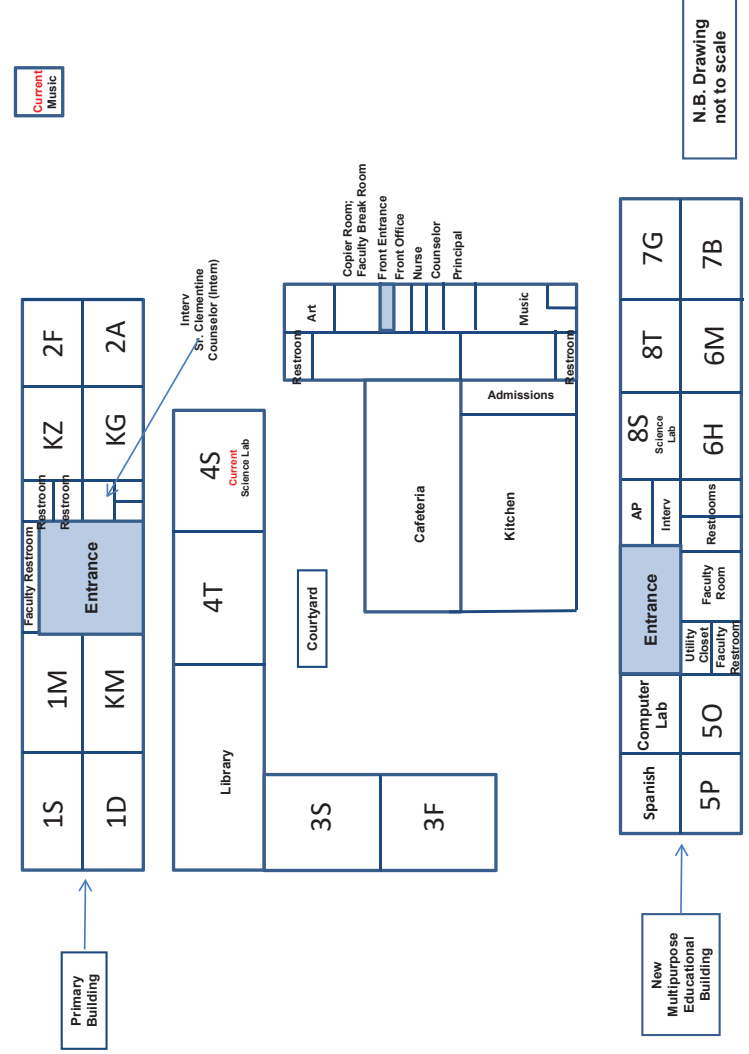 Current
Music
N.B. Drawing
not to scale
Primary
Building
1S
1M
Faculty Restroom
Restroom
Restroom
KZ
2F
1D
KM
Entrance
KG
2A
Interv
Sr. Clementine
Counselor (Intern)
Library
4T
4S
Current
Science Lab
3S
3F
Courtyard
Cafeteria
Kitchen
Admissions
Restroom
Art
Copier Room;
Faculty Break Room
Front Entrance
Front Office
Nurse
Counselor
Principal
Music
Restroom
New
Multipurpose
Educational
Building
Spanish
Computer
Lab
Entrance
AP
Interv
8S
Science
Lab
8T
7G
5P
5O
Utility
Closet
Faculty
Restroom
Faculty
Room
Restrooms
6H
6M
7B